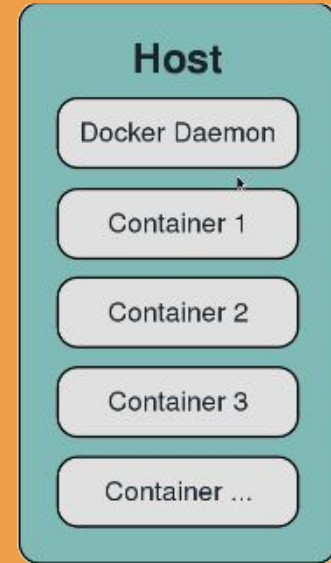 Host
Docker Daemon
Container 1
Container 2
Container 3
Container ...